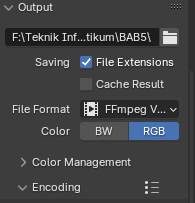 Output
F:\Teknik Inf...tikum\BAB5\
Saving File Extensions
Cache Result
File Format FFmpeg V...
Color BW RGB
Color Management
Encoding